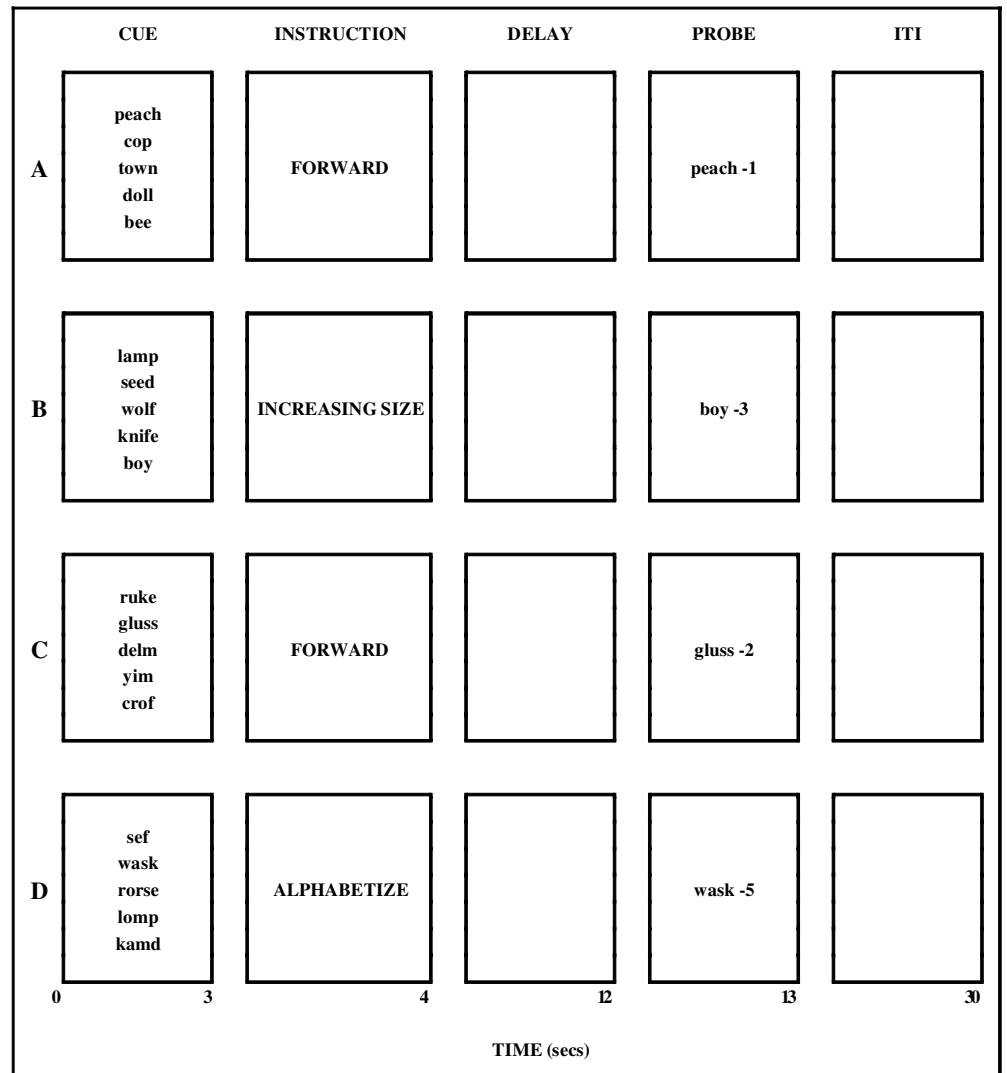 CUE INSTRUCTION DELAY PROBE ITI
A
peach
cop
town
doll
bee
FORWARD
peach -1
B
lamp
seed
wolf
knife
boy
INCREASING SIZE
boy -3
C
ruke
gluss
delm
yim
crof
FORWARD
gluss -2
D
sef
wask
rorse
lomp
kamd
ALPHABETIZE
wask -5
0 3 4 12 13 30
TIME (secs)